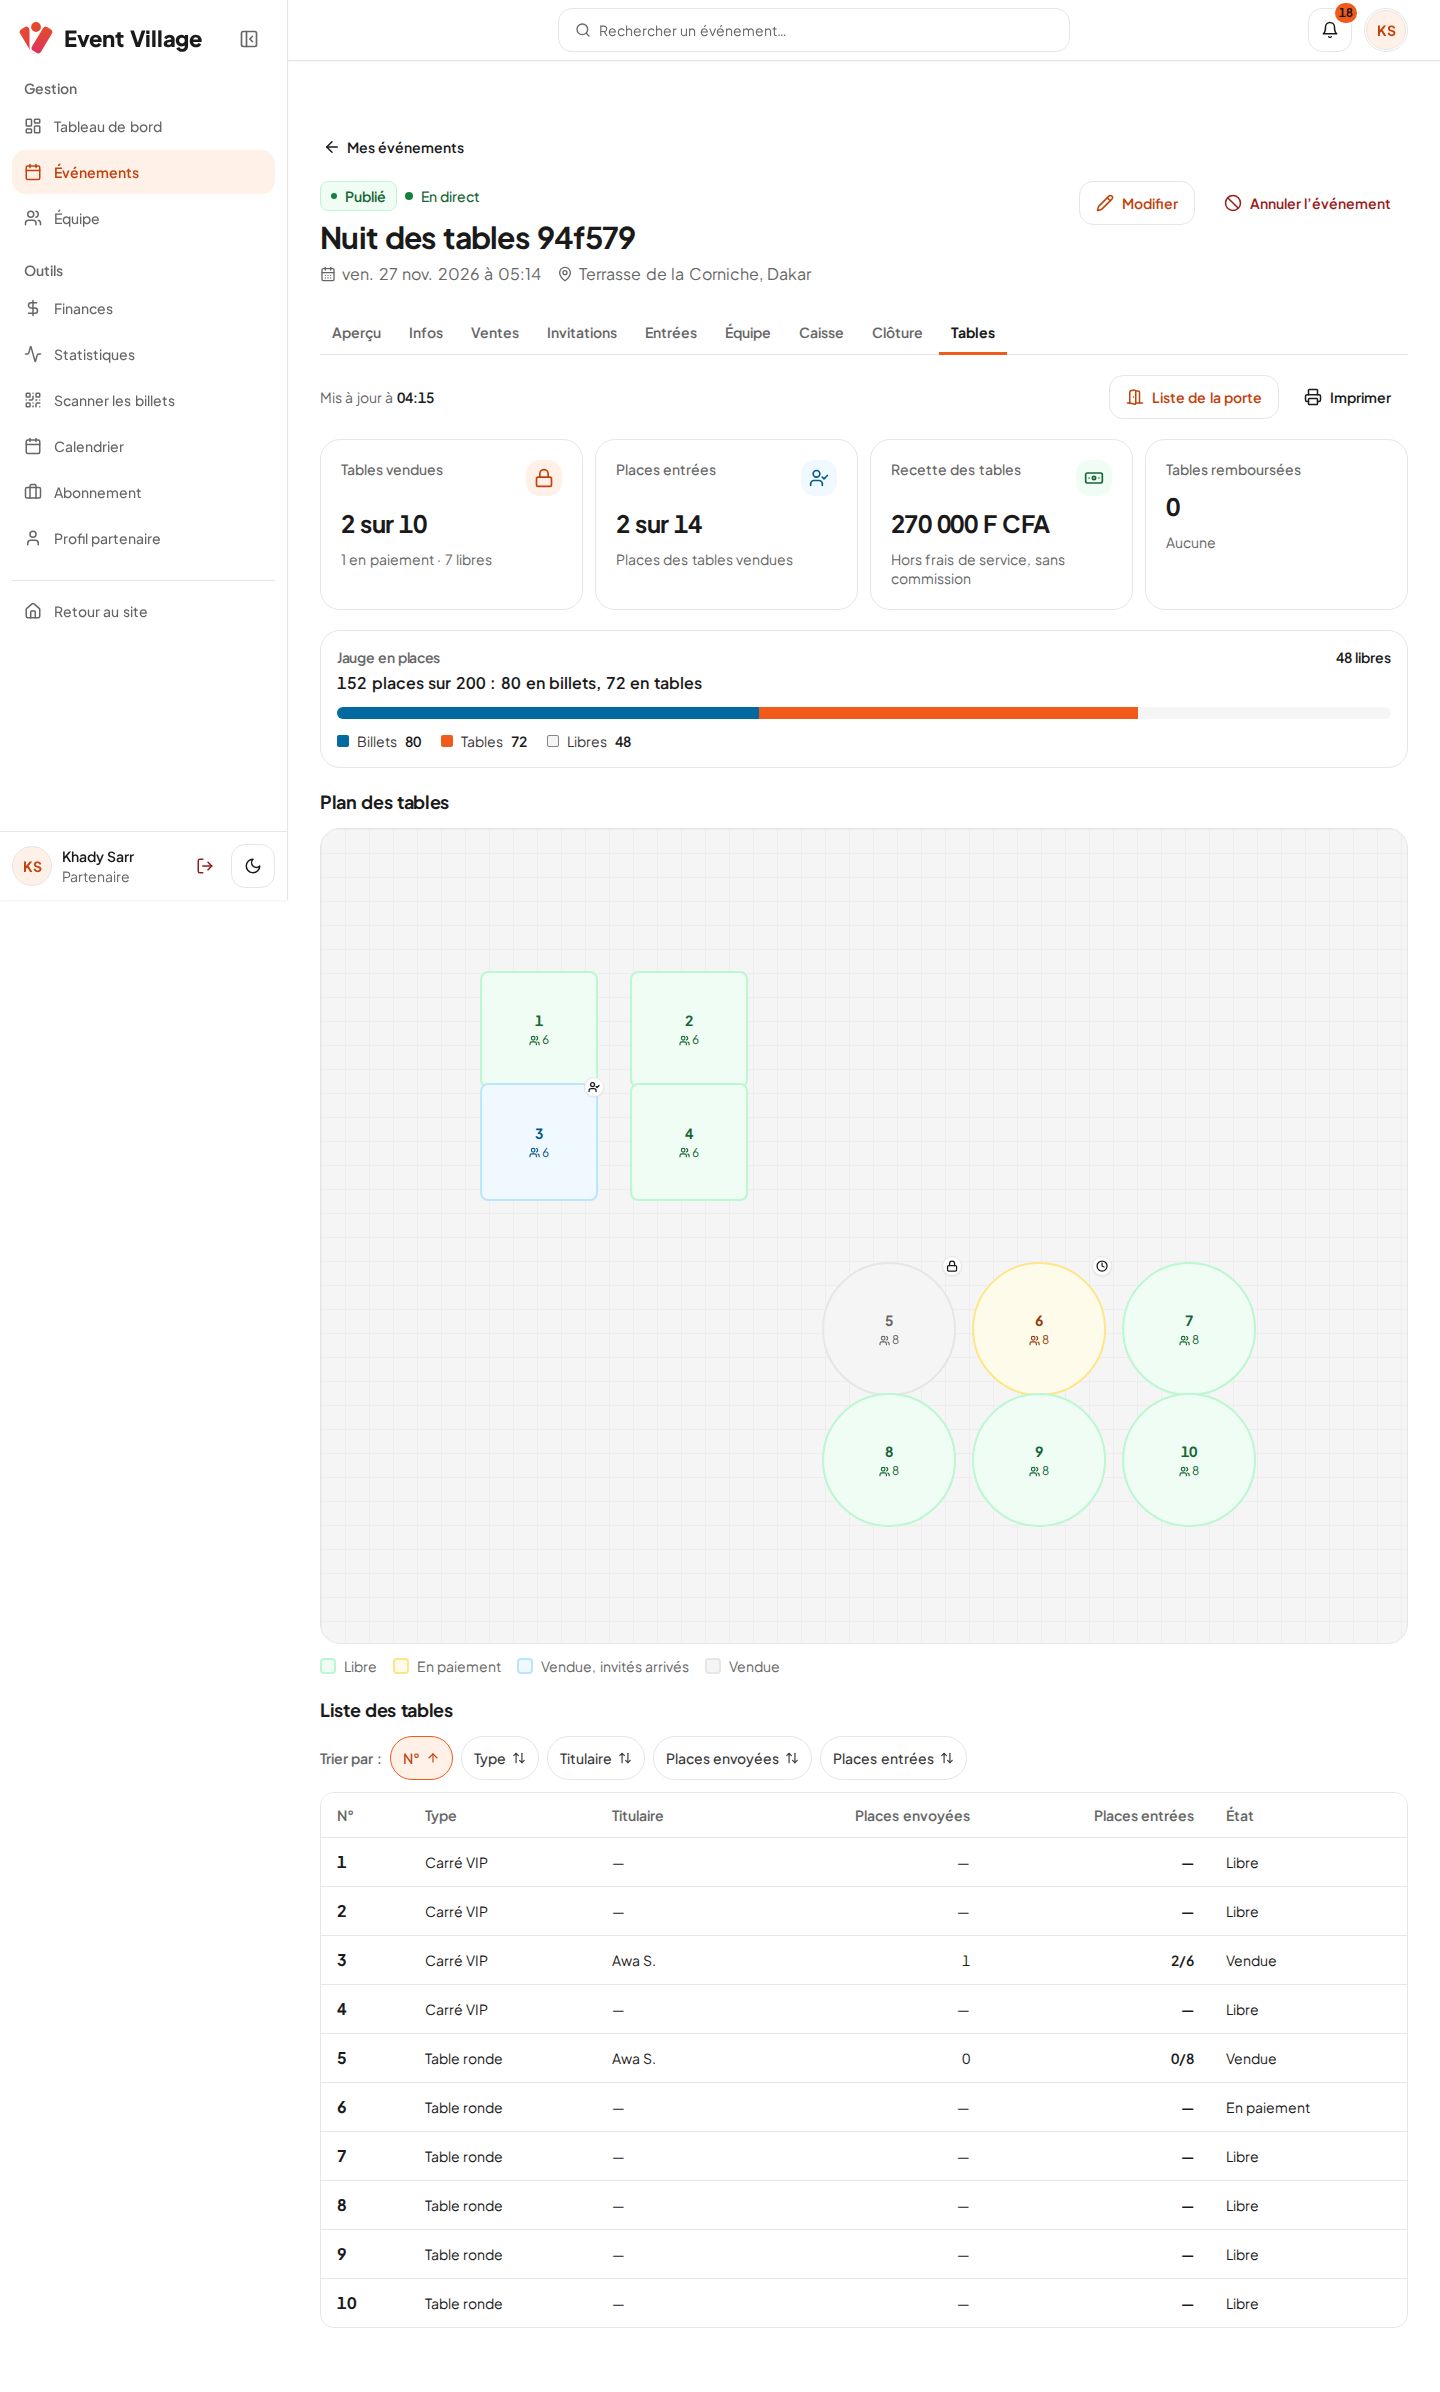 Event Village
Gestion
Tableau de bord
Événements
Équipe
Outils
Finances
Statistiques
Scanner les billets
Calendrier
Abonnement
Profil partenaire
Retour au site
KS
Khady Sarr
Partenaire
Rechercher un événement…
18
KS
Mes événements
Publié
En direct
Modifier
Annuler l’événement
Nuit des tables 94f579
ven. 27 nov. 2026 à 05:14
Terrasse de la Corniche, Dakar
Aperçu
Infos
Ventes
Invitations
Entrées
Équipe
Caisse
Clôture
Tables
Mis à jour à 04:15
Liste de la porte
Imprimer
Tables vendues
2 sur 10
1 en paiement · 7 libres
Places entrées
2 sur 14
Places des tables vendues
Recette des tables
270 000 F CFA
Hors frais de service, sans
commission
Tables remboursées
0
Aucune
Jauge en places
48 libres
152 places sur 200 : 80 en billets, 72 en tables
Billets 80
Tables 72
Libres 48
Plan des tables
1
6
2
6
3
6
4
6
5
8
6
8
7
8
8
8
9
8
10
8
Libre
En paiement
Vendue, invités arrivés
Vendue
Liste des tables
Trier par :
N°
Type
Titulaire
Places envoyées
Places entrées
N° Type Titulaire Places envoyées Places entrées État
1 Carré VIP — — — Libre
2 Carré VIP — — — Libre
3 Carré VIP Awa S. 1 2/6 Vendue
4 Carré VIP — — — Libre
5 Table ronde Awa S. 0 0/8 Vendue
6 Table ronde — — — En paiement
7 Table ronde — — — Libre
8 Table ronde — — — Libre
9 Table ronde — — — Libre
10 Table ronde — — — Libre